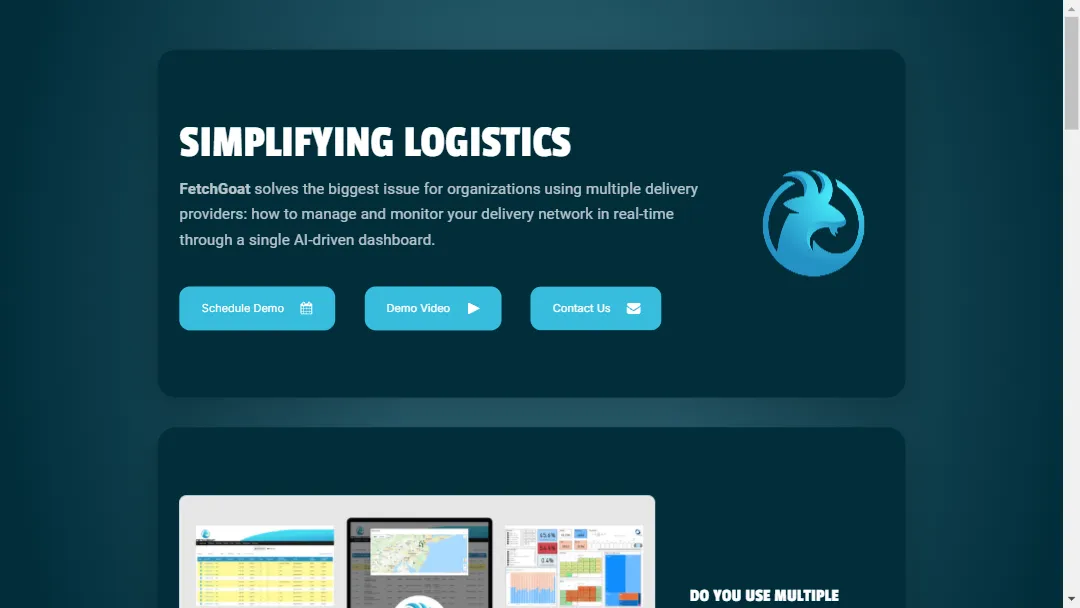 SIMPLIFYING LOGISTICS
FetchGoat solves the biggest issue for organizations using multiple delivery
providers: how to manage and monitor your delivery network in real-time
through a single AI-driven dashboard.
Schedule Demo
Demo Video
Contact Us
DO YOU USE MULTIPLE